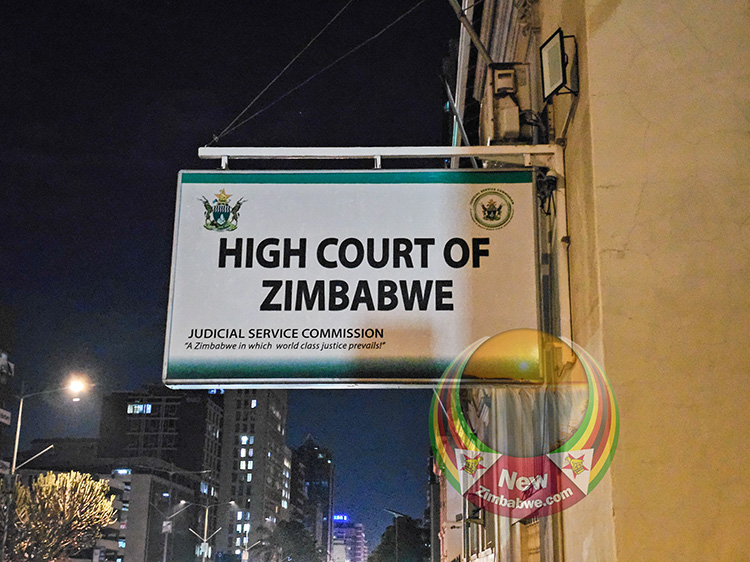 HIGH COURT OF
ZIMBABWE
JUDICIAL SERVICE COMMISSION
"A Zimbabwe in which world class justice prevails!"
New
Zimbabwe.com